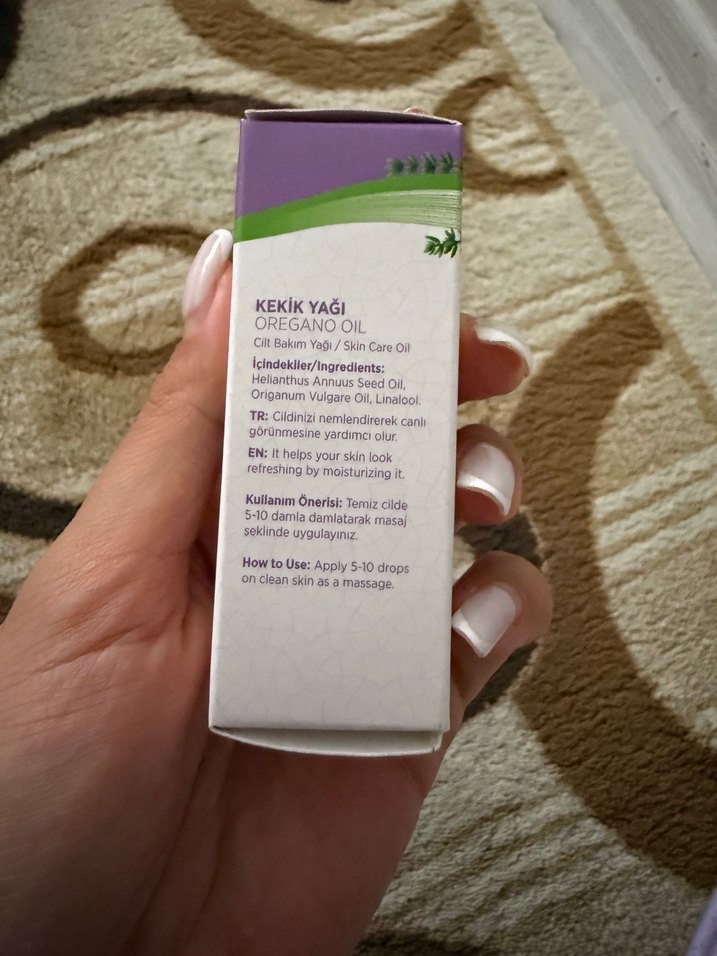 KEKİK YAĞI
OREGANO OIL
Cilt Bakım Yağı / Skin Care Oil
İçindekiler/Ingredients:
Helianthus Annuus Seed Oil,
Origanum Vulgare Oil, Linalool.
TR: Cildinizi nemlendirerek canlı
görünmesine yardımcı olur.
EN: It helps your skin look
refreshing by moisturizing it.
Kullanım Önerisi: Temiz cilde
5-10 damla damlatarak masaj
şeklinde uygulayınız.
How to Use: Apply 5-10 drops
on clean skin as a massage.